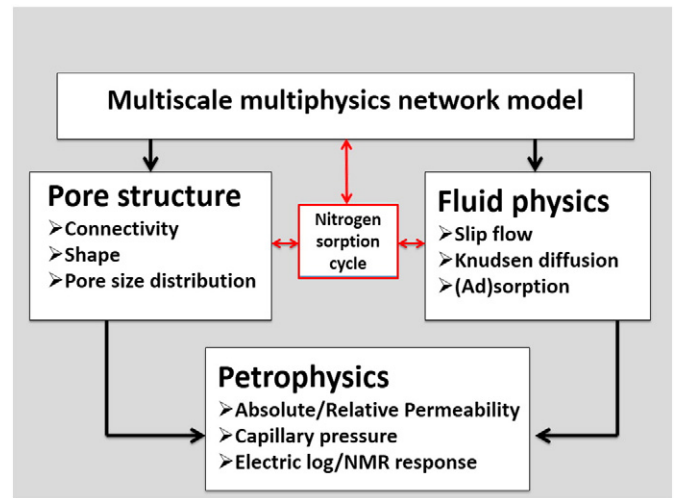 Multiscale multiphysics network model
Pore structure
➢Connectivity
➢Shape
➢Pore size distribution
Nitrogen
sorption
cycle
Fluid physics
➢Slip flow
➢Knudsen diffusion
➢(Ad)sorption
Petrophysics
➢Absolute/Relative Permeability
➢Capillary pressure
➢Electric log/NMR response